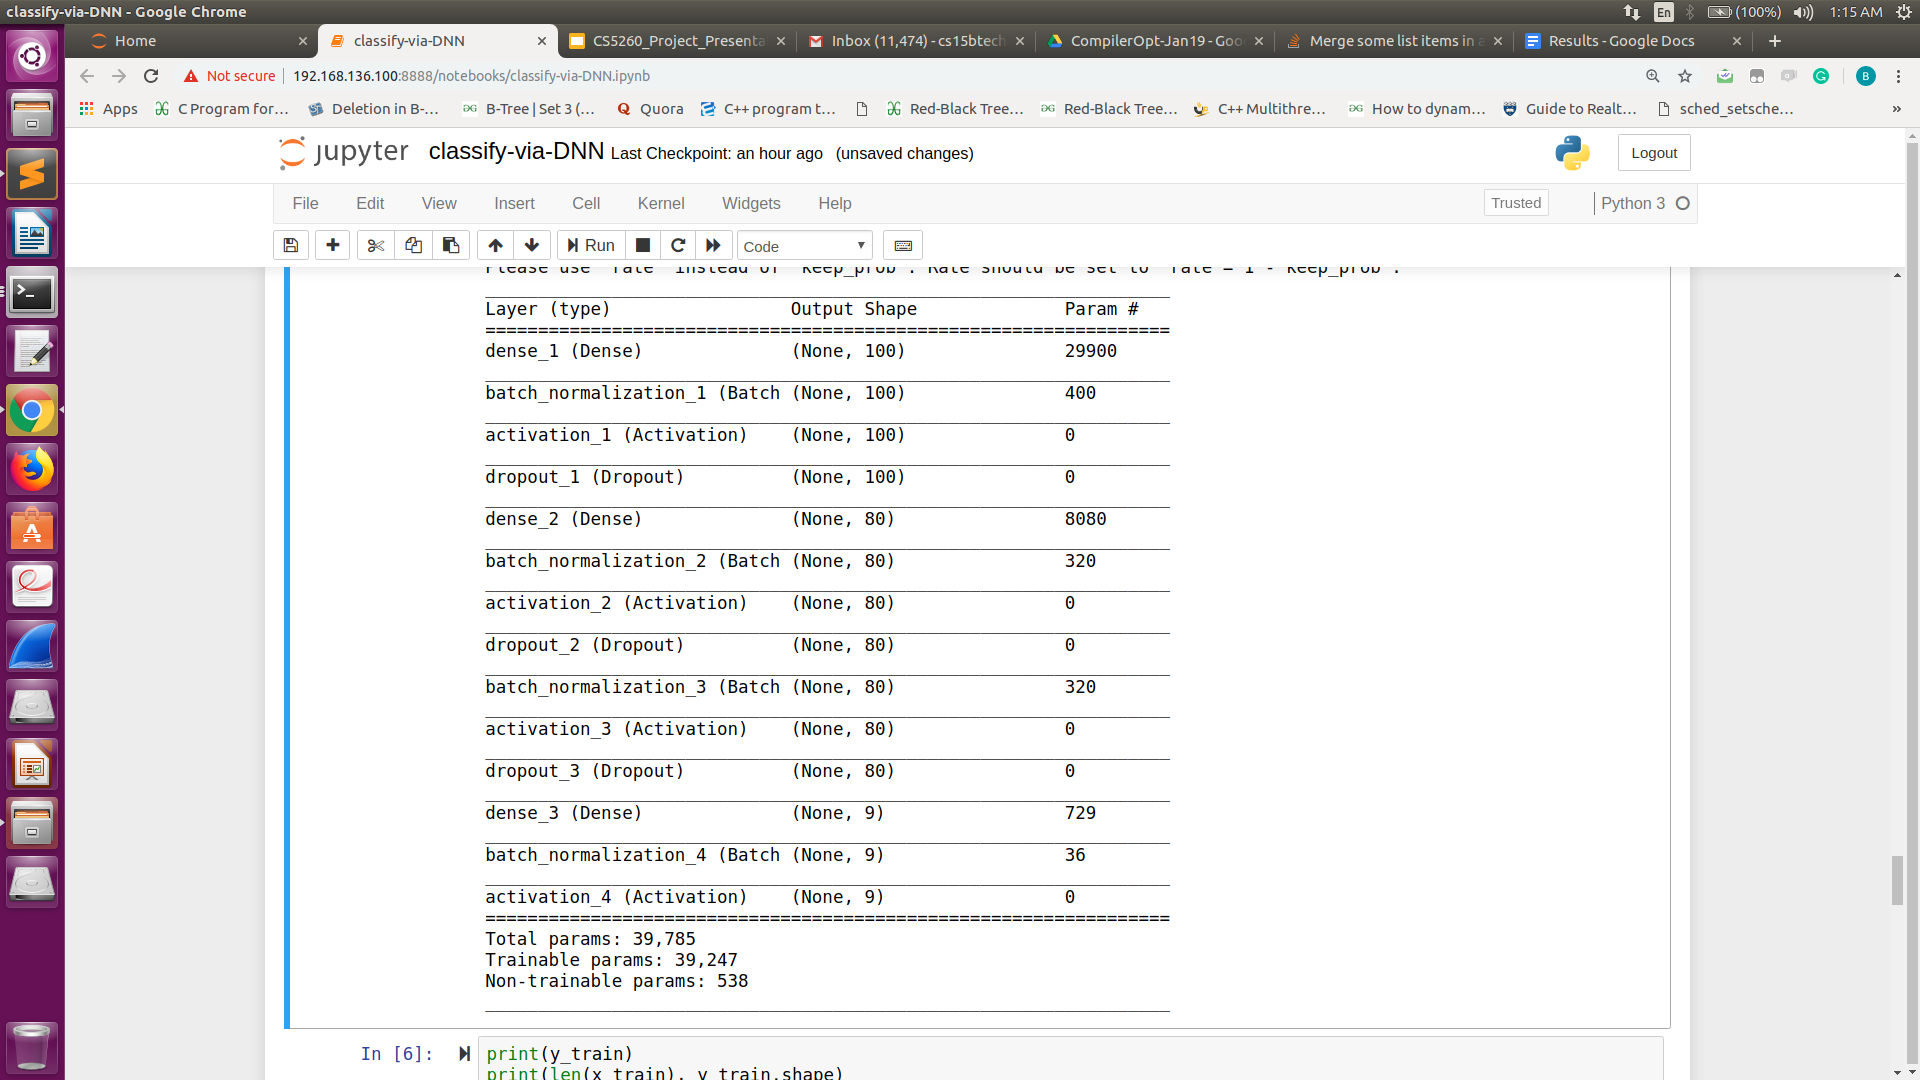 classify-via-DNN - Google Chrome
En (100%) 1:15 AM
Home classify-via-DNN CS5260_Project_Presenta Inbox (11,474) - cs15btech CompilerOpt-Jan19 - Goo Merge some list items in a Results - Google Docs
Not secure 192.168.136.100:8888/notebooks/classify-via-DNN.ipynb B
Apps C Program for... Deletion in B-... B-Tree | Set 3 (... Quora C++ program t... Red-Black Tree... Red-Black Tree... C++ Multithre... How to dynam... Guide to Realt... sched_setsche... »
jupyter classify-via-DNN Last Checkpoint: an hour ago (unsaved changes) Logout
File Edit View Insert Cell Kernel Widgets Help Trusted Python 3
Run Code
Please use `rate` instead of `keep_prob`. Rate should be set to `rate = 1 - keep_prob`.
Layer (type) Output Shape Param #
dense_1 (Dense) (None, 100) 29900
batch_normalization_1 (Batch (None, 100) 400
activation_1 (Activation) (None, 100) 0
dropout_1 (Dropout) (None, 100) 0
dense_2 (Dense) (None, 80) 8080
batch_normalization_2 (Batch (None, 80) 320
activation_2 (Activation) (None, 80) 0
dropout_2 (Dropout) (None, 80) 0
batch_normalization_3 (Batch (None, 80) 320
activation_3 (Activation) (None, 80) 0
dropout_3 (Dropout) (None, 80) 0
dense_3 (Dense) (None, 9) 729
batch_normalization_4 (Batch (None, 9) 36
activation_4 (Activation) (None, 9) 0
Total params: 39,785
Trainable params: 39,247
Non-trainable params: 538
In [6]: print(y_train)
print(len(x_train), y_train.shape)